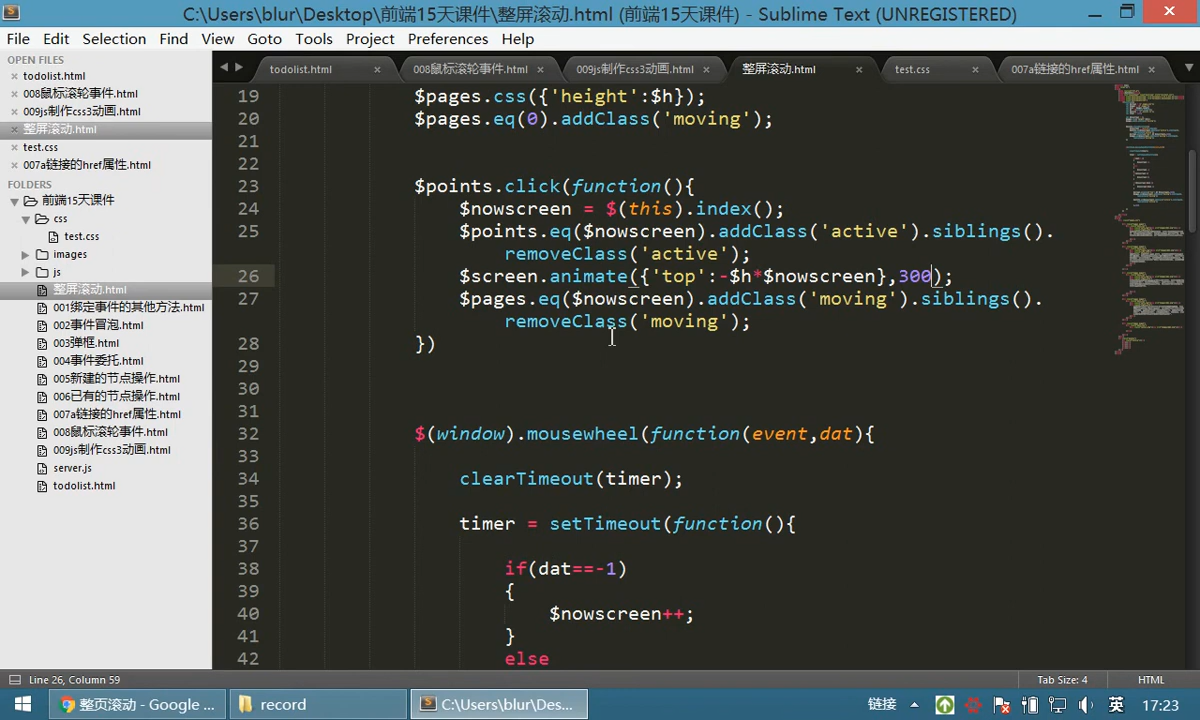 C:\Users\blur\Desktop\前端15天课件\整屏滚动.html (前端15天课件) - Sublime Text (UNREGISTERED)
File Edit Selection Find View Goto Tools Project Preferences Help
OPEN FILES
todolist.html
008鼠标滚轮事件.html
009js制作css3动画.html
整屏滚动.html
test.css
007a链接的href属性.html
FOLDERS
前端15天课件
css
test.css
images
js
整屏滚动.html
001绑定事件的其他方法.html
002事件冒泡.html
003弹框.html
004事件委托.html
005新建的节点操作.html
006已有的节点操作.html
007a链接的href属性.html
008鼠标滚轮事件.html
009js制作css3动画.html
server.js
todolist.html
todolist.html 008鼠标滚轮事件.html 009js制作css3动画.html 整屏滚动.html test.css 007a链接的href属性.html
19 $pages.css({'height':$h});
20 $pages.eq(0).addClass('moving');
21
22
23 $points.click(function(){
24 $nowscreen = $(this).index();
25 $points.eq($nowscreen).addClass('active').siblings().
removeClass('active');
26 $screen.animate({'top':-$h*$nowscreen},300);
27 $pages.eq($nowscreen).addClass('moving').siblings().
removeClass('moving');
28 })
29
30
31
32 $(window).mousewheel(function(event,dat){
33
34 clearTimeout(timer);
35
36 timer = setTimeout(function(){
37
38 if(dat==-1)
39 {
40 $nowscreen++;
41 }
42 else
Line 26, Column 59 Tab Size: 4 HTML
整页滚动 - Google ... record C:\Users\blur\Des... 链接 英 17:23